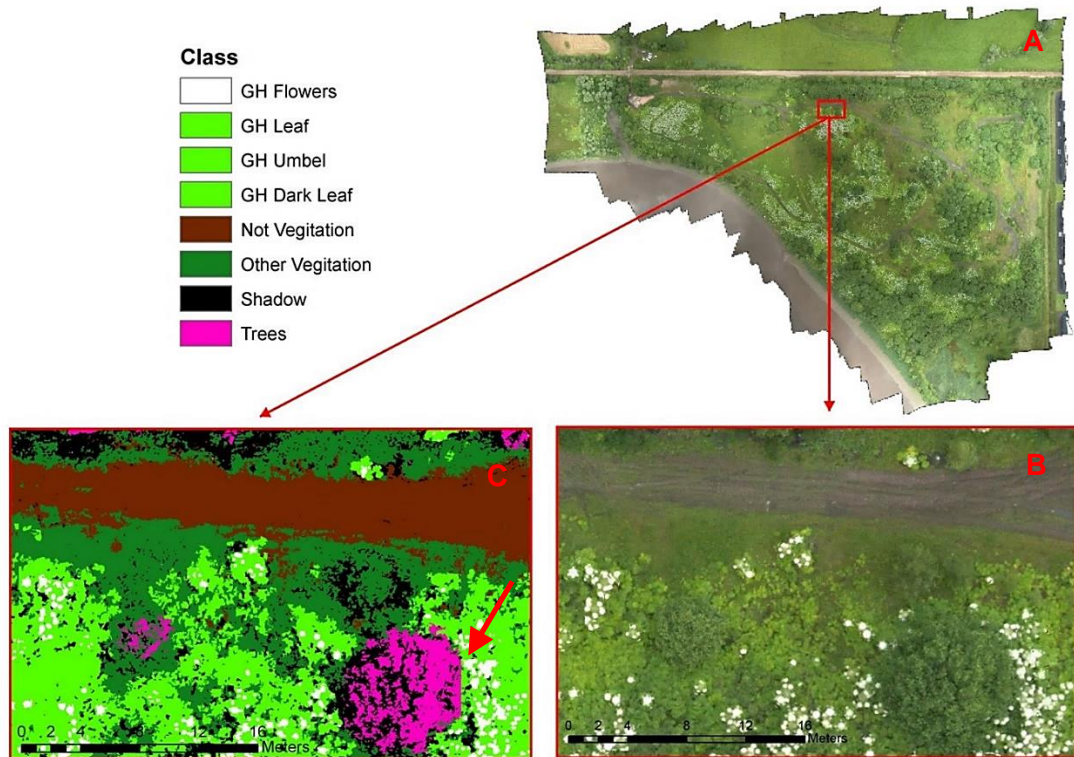 A
Class
GH Flowers
GH Leaf
GH Umbel
GH Dark Leaf
Not Vegitation
Other Vegitation
Shadow
Trees
C
0 2 4 8 12 16
Meters
B
0 2 4 8 12 16
Meters